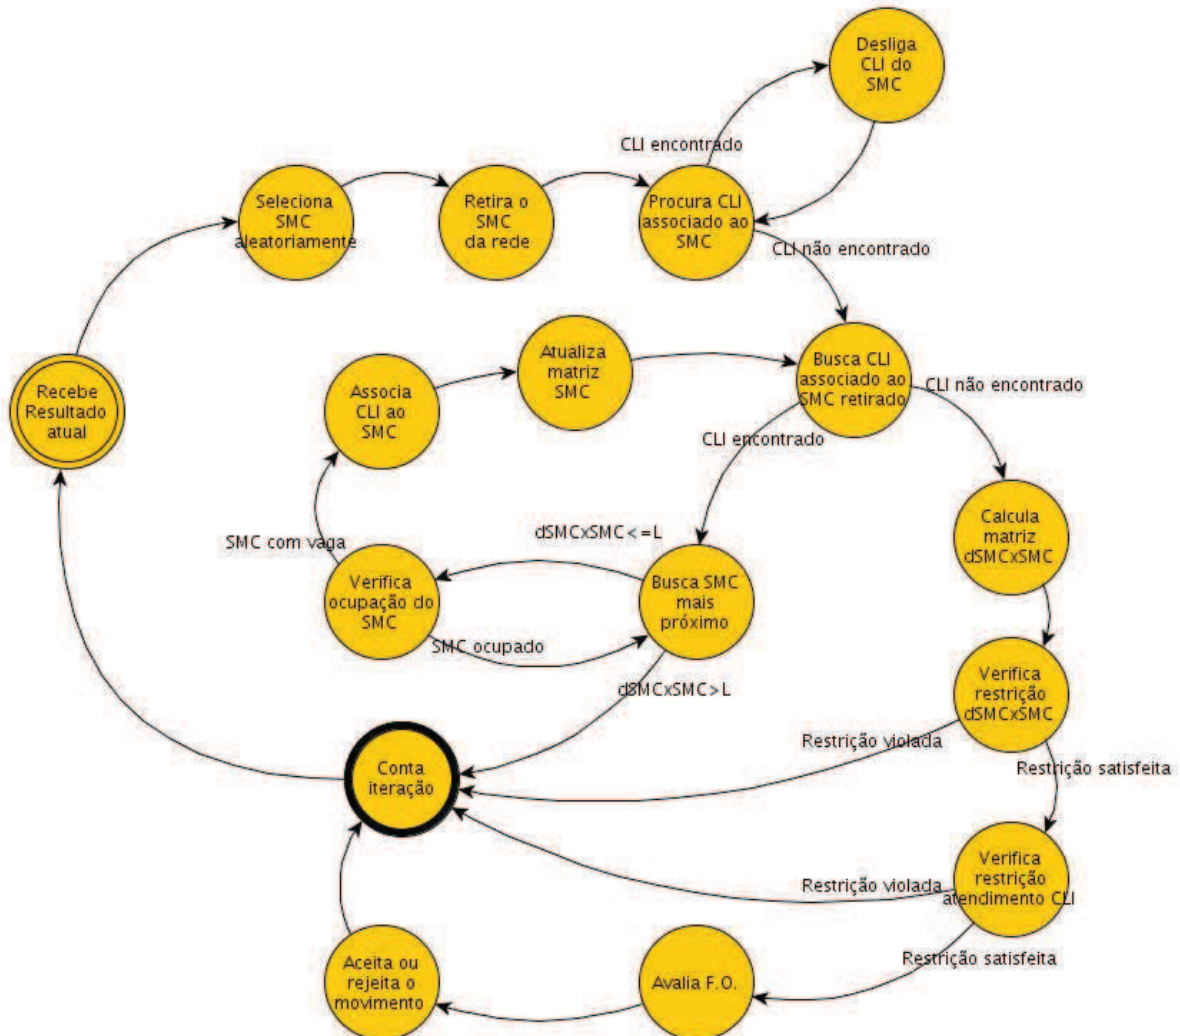 Desliga
CLI do
SMC
CLI encontrado
Seleciona
SMC
aleatoriamente
Retira o
SMC
da rede
Procura CLI
associado ao
SMC
CLI não encontrado
Atualiza
matriz
SMC
Busca CLI
associado ao
SMC retirado
CLI não encontrado
Recebe
Resultado
atual
Associa
CLI ao
SMC
CLI encontrado
Calcula
matriz
dSMCxSMC
dSMCxSMC<=L
SMC com vaga
Verifica
ocupação do
SMC
Busca SMC
mais
próximo
SMC ocupado
dSMCxSMC>L
Verifica
restrição
dSMCxSMC
Restrição violada
Restrição satisfeita
Conta
iteração
Verifica
restrição
atendimento CLI
Restrição violada
Restrição satisfeita
Aceita ou
rejeita o
movimento
Avalia F.O.